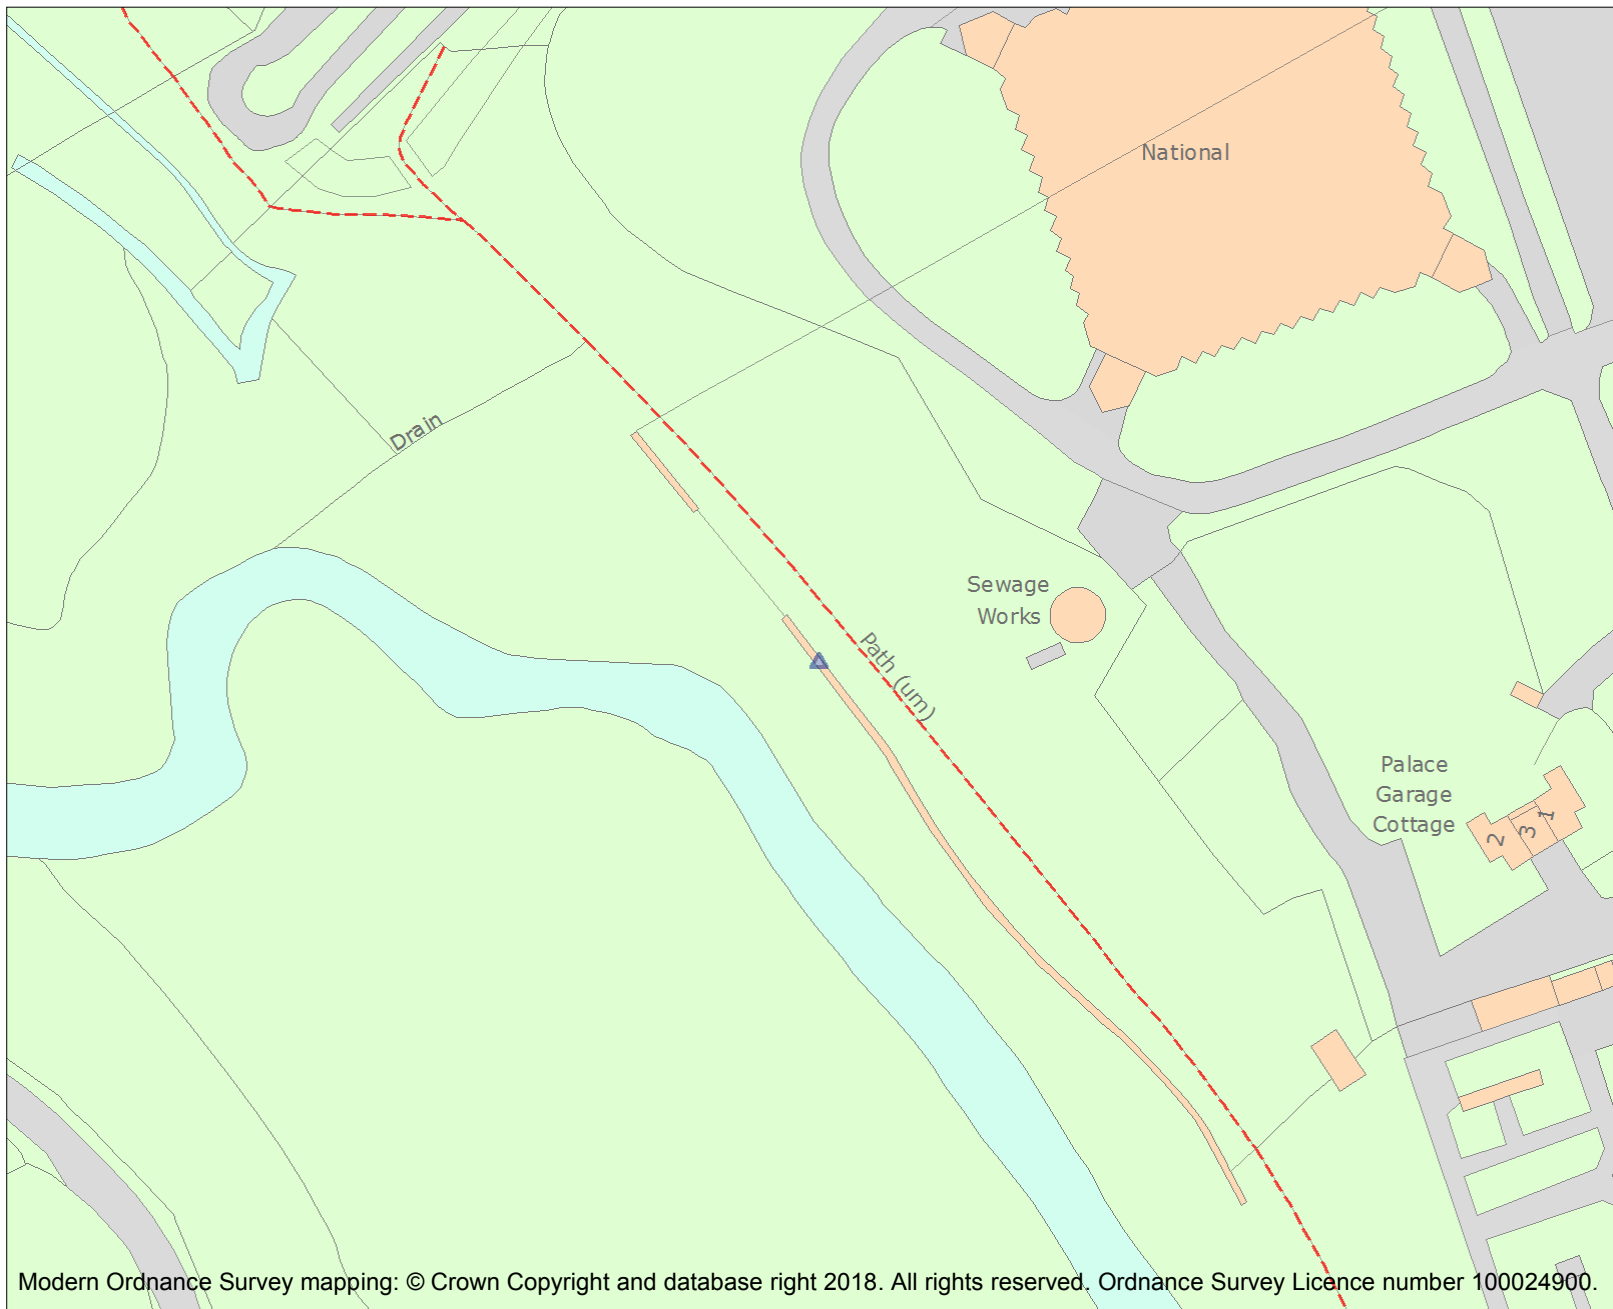 National
Drain
Sewage
Works
Path (um)
Palace
Garage
Cottage
2
3
1
Modern Ordnance Survey mapping: © Crown Copyright and database right 2018. All rights reserved. Ordnance Survey Licence number 100024900.